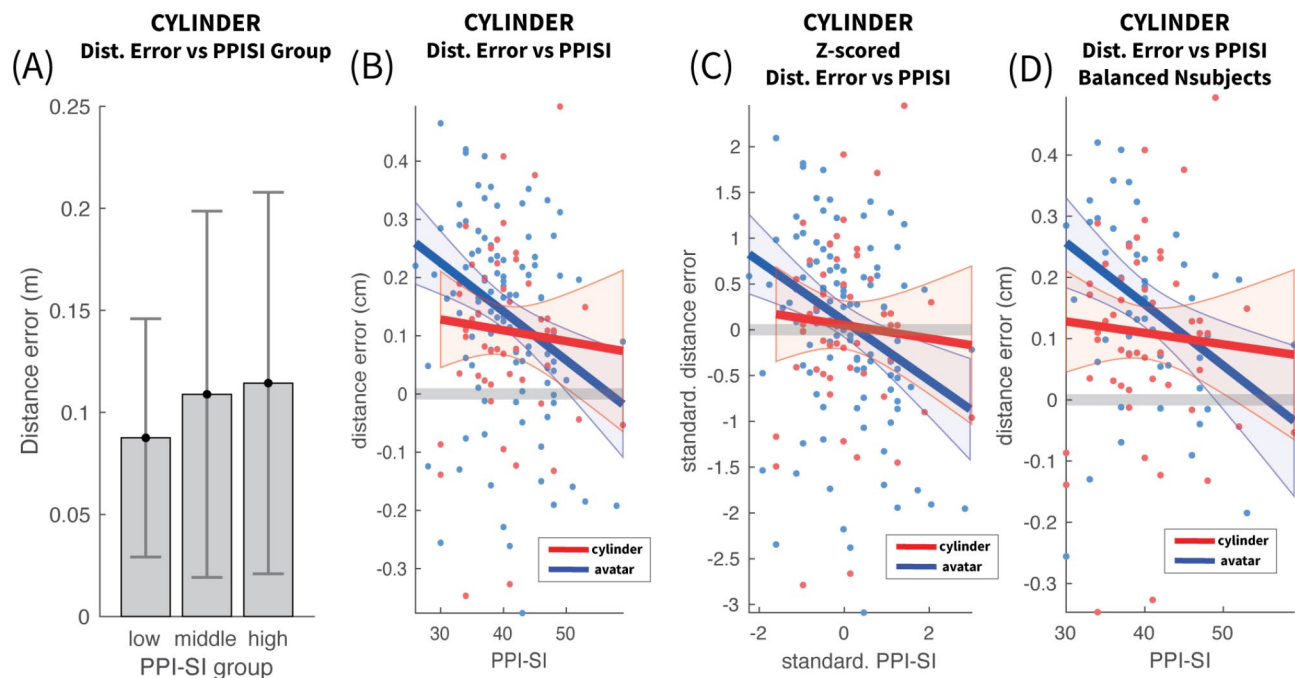 CYLINDER
Dist. Error vs PPISI Group
(A)
0.25
0.2
0.15
0.1
0.05
0
Distance error (m)
low middle high
PPI-SI group
CYLINDER
Dist. Error vs PPISI
(B)
0.4
0.3
0.2
0.1
0
-0.1
-0.2
-0.3
distance error (cm)
cylinder
avatar
30 40 50
PPI-SI
CYLINDER
Z-scored
Dist. Error vs PPISI
(C)
2
1.5
1
0.5
0
-0.5
-1
-1.5
-2
-2.5
-3
standard. distance error
cylinder
avatar
-2 0 2
standard. PPI-SI
CYLINDER
Dist. Error vs PPISI
Balanced Nsubjects
(D)
0.4
0.3
0.2
0.1
0
-0.1
-0.2
-0.3
distance error (cm)
cylinder
avatar
30 40 50
PPI-SI